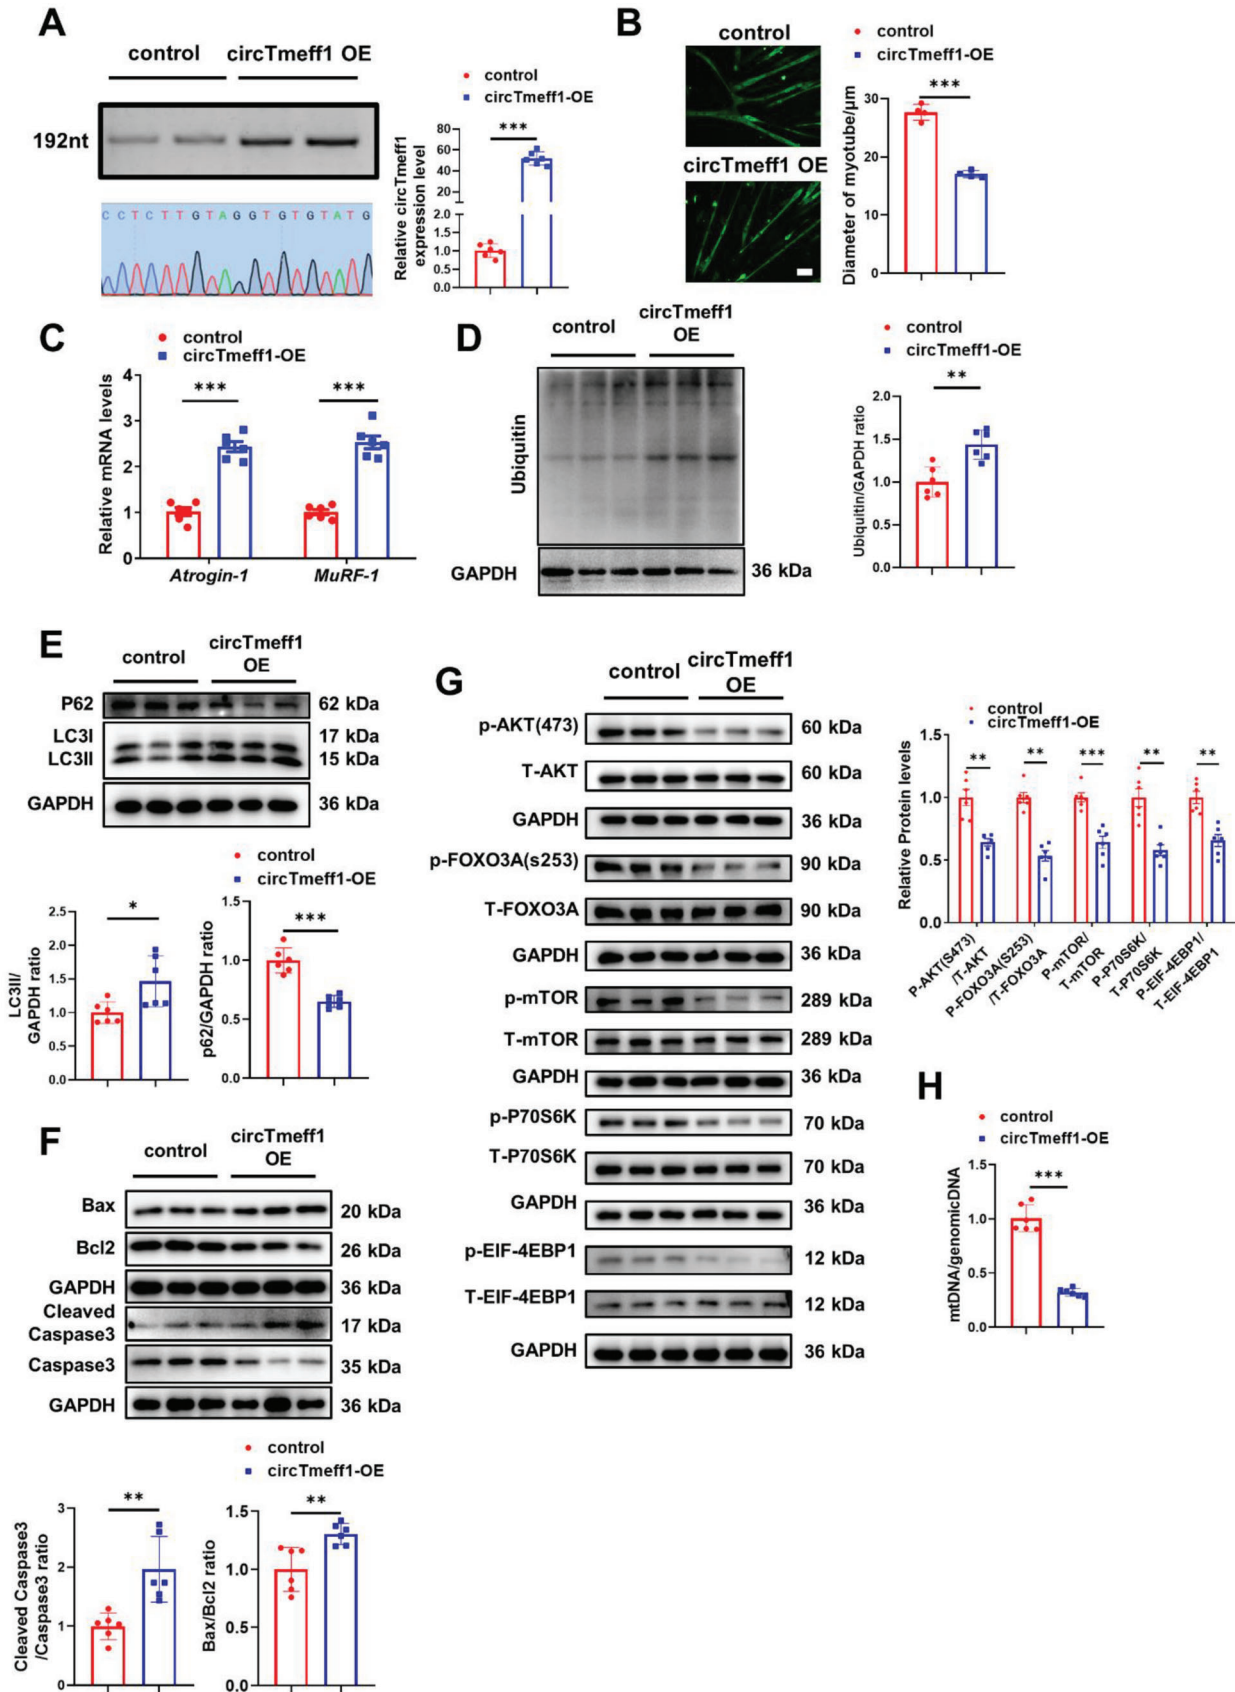 A
control circTmeff1 OE
192nt
C C T C T T G T A G G T G T G T A T G
control
circTmeff1-OE
Relative circTmeff1
expression level
***
80
60
40
20
2.0
1.5
1.0
0.5
0.0
B
control
circTmeff1 OE
control
circTmeff1-OE
Diameter of myotube/μm
***
30
20
10
0
C
control
circTmeff1-OE
Relative mRNA levels
*** ***
4
3
2
1
0
Atrogin-1 MuRF-1
D
control circTmeff1
OE
Ubiquitin
GAPDH 36 kDa
control
circTmeff1-OE
Ubiquitin/GAPDH ratio
**
2.0
1.5
1.0
0.5
0.0
E
control circTmeff1
OE
P62 62 kDa
LC3I 17 kDa
LC3II 15 kDa
GAPDH 36 kDa
control
circTmeff1-OE
LC3II/
GAPDH ratio
*
2.5
2.0
1.5
1.0
0.5
0.0
p62/GAPDH ratio
***
1.5
1.0
0.5
0.0
F
control circTmeff1
OE
Bax 20 kDa
Bcl2 26 kDa
GAPDH 36 kDa
Cleaved
Caspase3 17 kDa
Caspase3 35 kDa
GAPDH 36 kDa
control
circTmeff1-OE
Cleaved Caspase3
/Caspase3 ratio
**
3
2
1
0
Bax/Bcl2 ratio
**
1.5
1.0
0.5
0.0
G
control circTmeff1
OE
p-AKT(473) 60 kDa
T-AKT 60 kDa
GAPDH 36 kDa
p-FOXO3A(s253) 90 kDa
T-FOXO3A 90 kDa
GAPDH 36 kDa
p-mTOR 289 kDa
T-mTOR 289 kDa
GAPDH 36 kDa
p-P70S6K 70 kDa
T-P70S6K 70 kDa
GAPDH 36 kDa
p-EIF-4EBP1 12 kDa
T-EIF-4EBP1 12 kDa
GAPDH 36 kDa
control
circTmeff1-OE
Relative Protein levels
** ** *** ** **
1.5
1.0
0.5
0.0
P-AKT(S473)
/T-AKT
P-FOXO3A(S253)
/T-FOXO3A
P-mTOR/
T-mTOR
P-P70S6K/
T-P70S6K
P-EIF-4EBP1/
T-EIF-4EBP1
H
control
circTmeff1-OE
mtDNA/genomicDNA
***
1.5
1.0
0.5
0.0